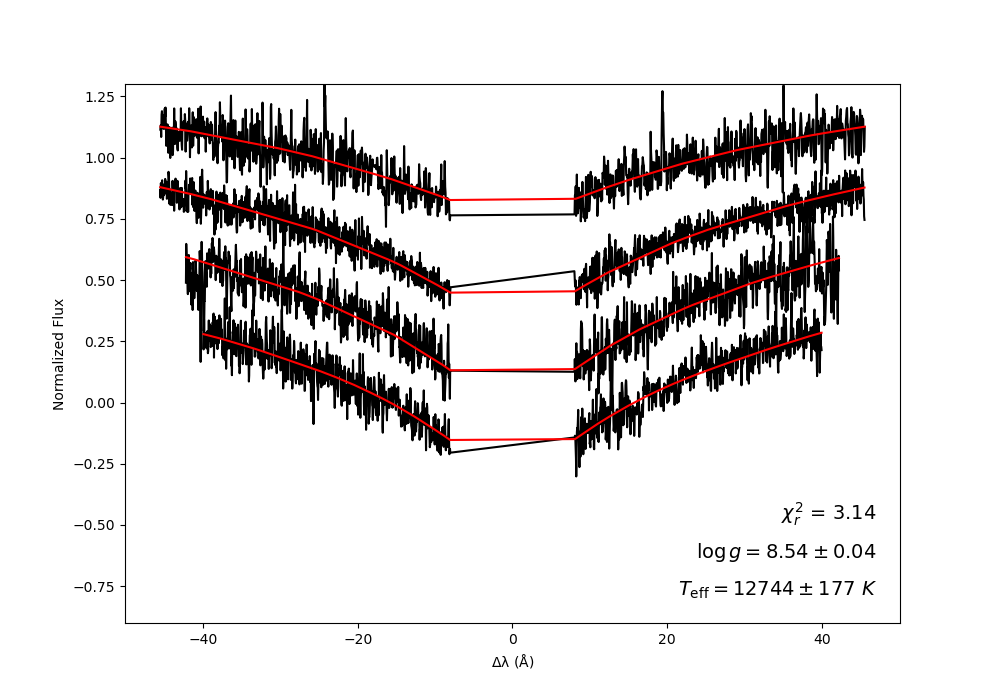 1.25
1.00
0.75
0.50
0.25
0.00
−0.25
−0.50
−0.75
Normalized Flux
χ²ᵣ = 3.14
log g = 8.54 ± 0.04
T_eff = 12744 ± 177 K
−40 −20 0 20 40
Δλ (Å)